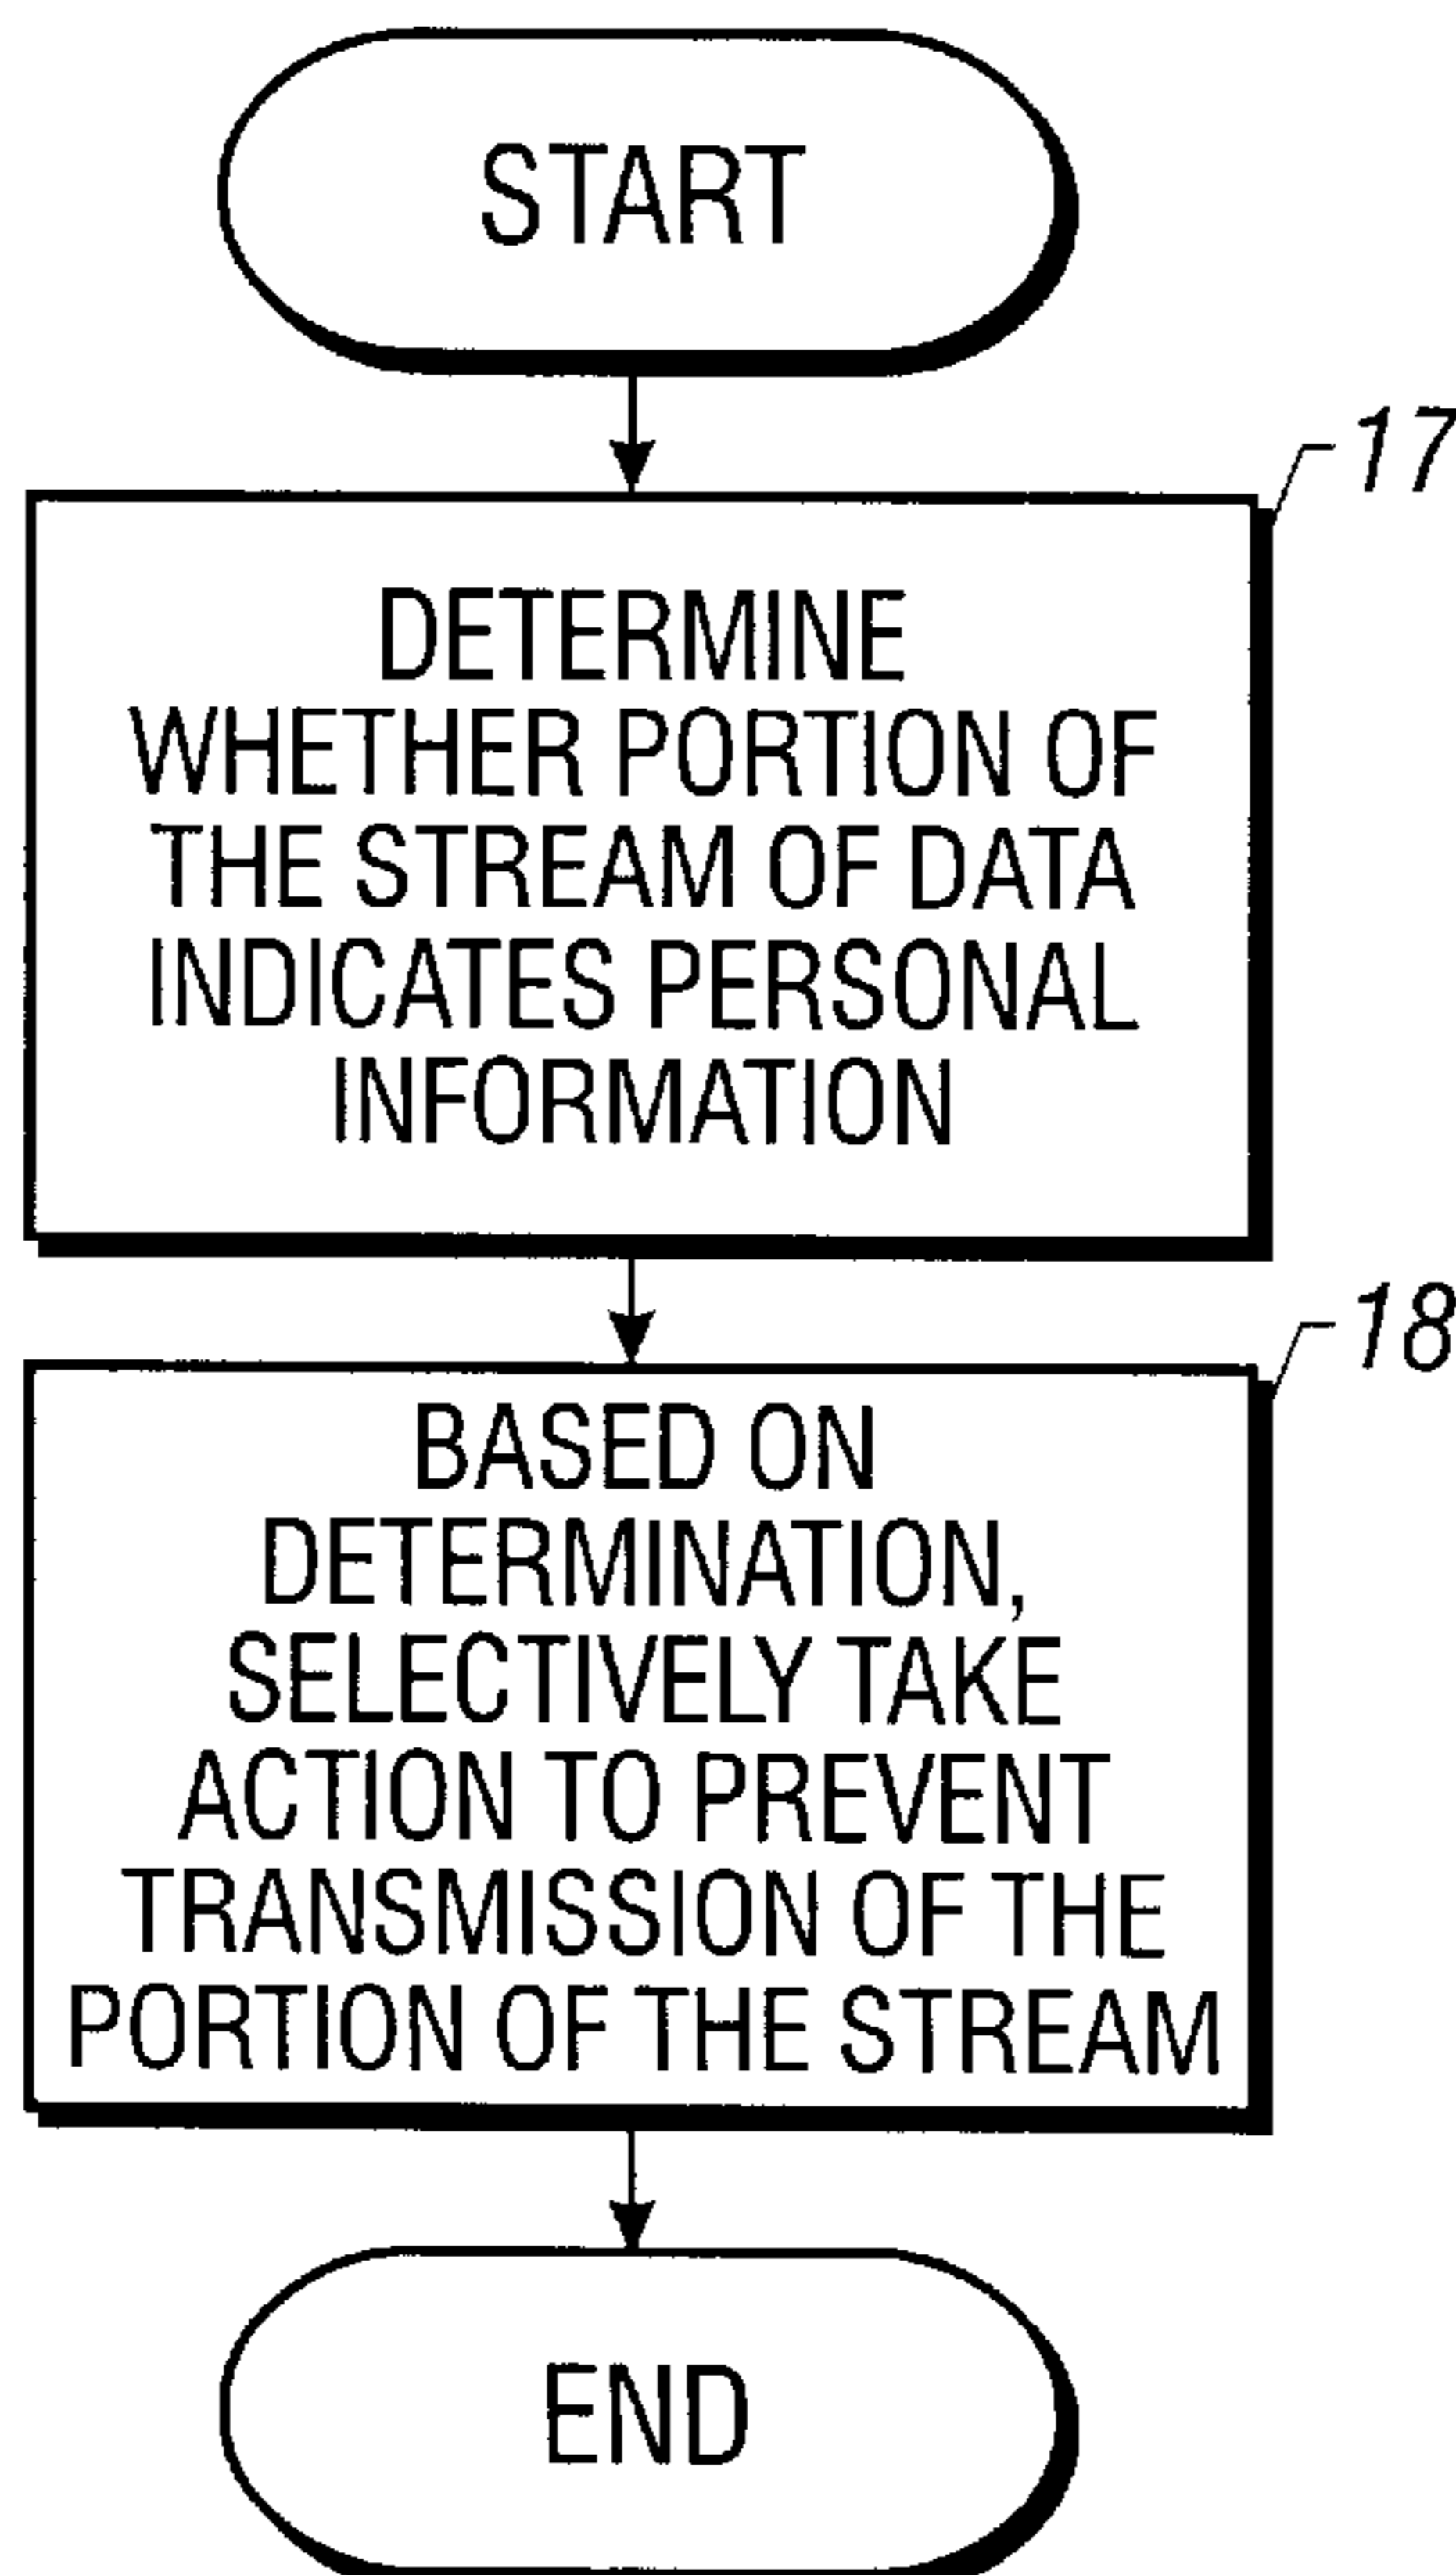 START
17
DETERMINE
WHETHER PORTION OF
THE STREAM OF DATA
INDICATES PERSONAL
INFORMATION
18
BASED ON
DETERMINATION,
SELECTIVELY TAKE
ACTION TO PREVENT
TRANSMISSION OF THE
PORTION OF THE STREAM
END